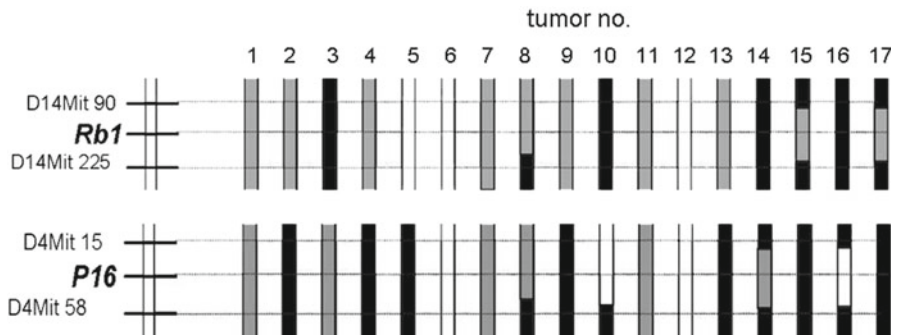 tumor no.
1 2 3 4 5 6 7 8 9 10 11 12 13 14 15 16 17
D14Mit 90
Rb1
D14Mit 225
D4Mit 15
P16
D4Mit 58